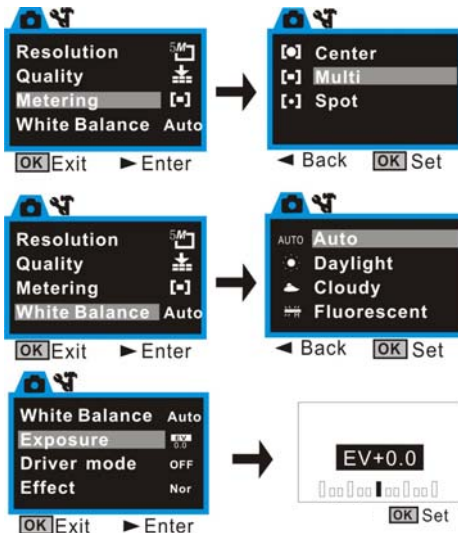 Resolution 5M
Quality
Metering
White Balance Auto
OK Exit ► Enter
Center
Multi
Spot
◄ Back OK Set
Resolution 5M
Quality
Metering
White Balance Auto
OK Exit ► Enter
AUTO Auto
Daylight
Cloudy
Fluorescent
◄ Back OK Set
White Balance Auto
Exposure EV 0.0
Driver mode OFF
Effect Nor
OK Exit ► Enter
EV+0.0
OK Set